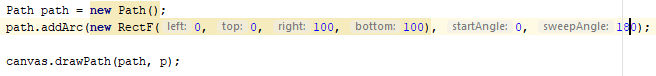 Path path = new Path();
path.addArc(new RectF( left: 0, top: 0, right: 100, bottom: 100), startAngle: 0, sweepAngle: 180);
canvas.drawPath(path, p);